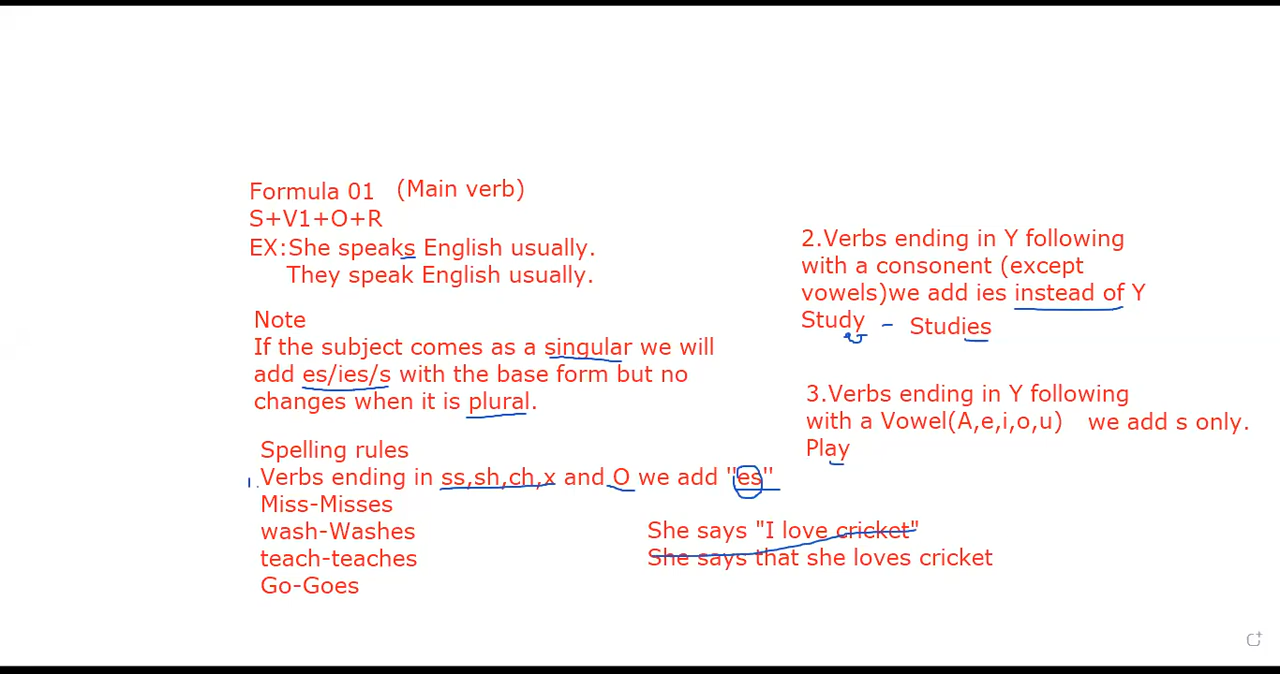 Formula 01 (Main verb)
S+V1+O+R
EX:She speaks English usually.
They speak English usually.
Note
If the subject comes as a singular we will
add es/ies/s with the base form but no
changes when it is plural.
Spelling rules
1. Verbs ending in ss,sh,ch,x and O we add "es"
Miss-Misses
wash-Washes
teach-teaches
Go-Goes
She says "I love cricket"
She says that she loves cricket
2.Verbs ending in Y following
with a consonent (except
vowels)we add ies instead of Y
Study - Studies
3.Verbs ending in Y following
with a Vowel(A,e,i,o,u) we add s only.
Play